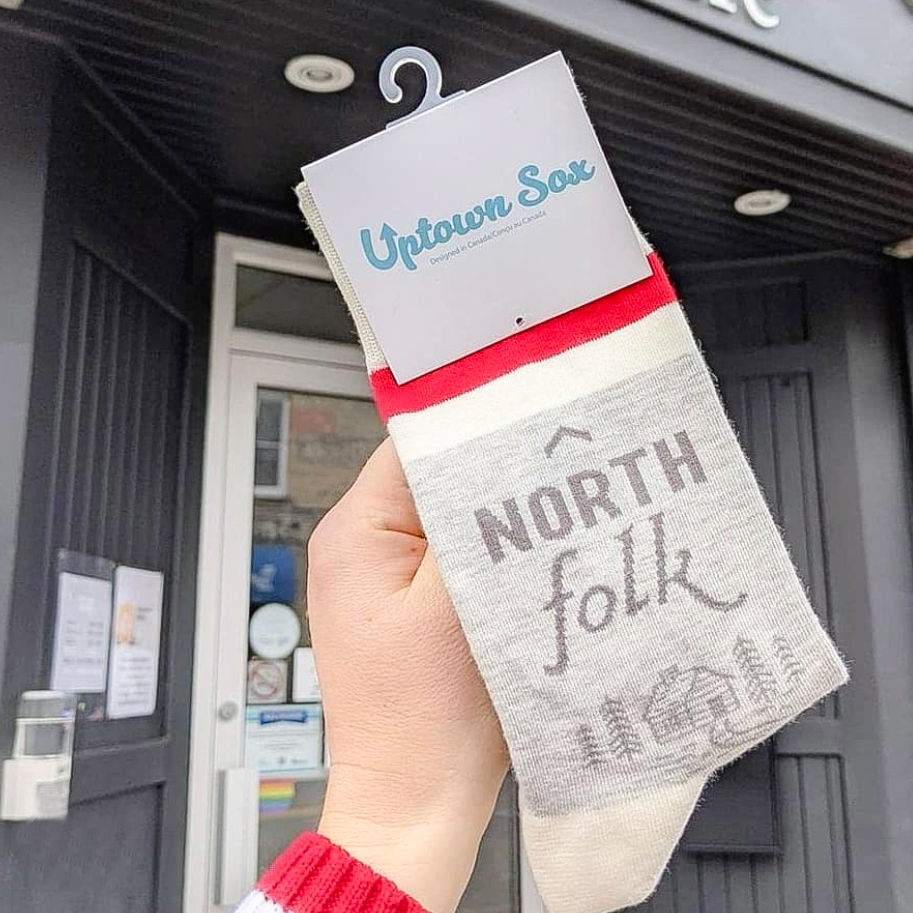 Uptown Sox
Designed in Canada/Conçu au Canada
NORTH
folk